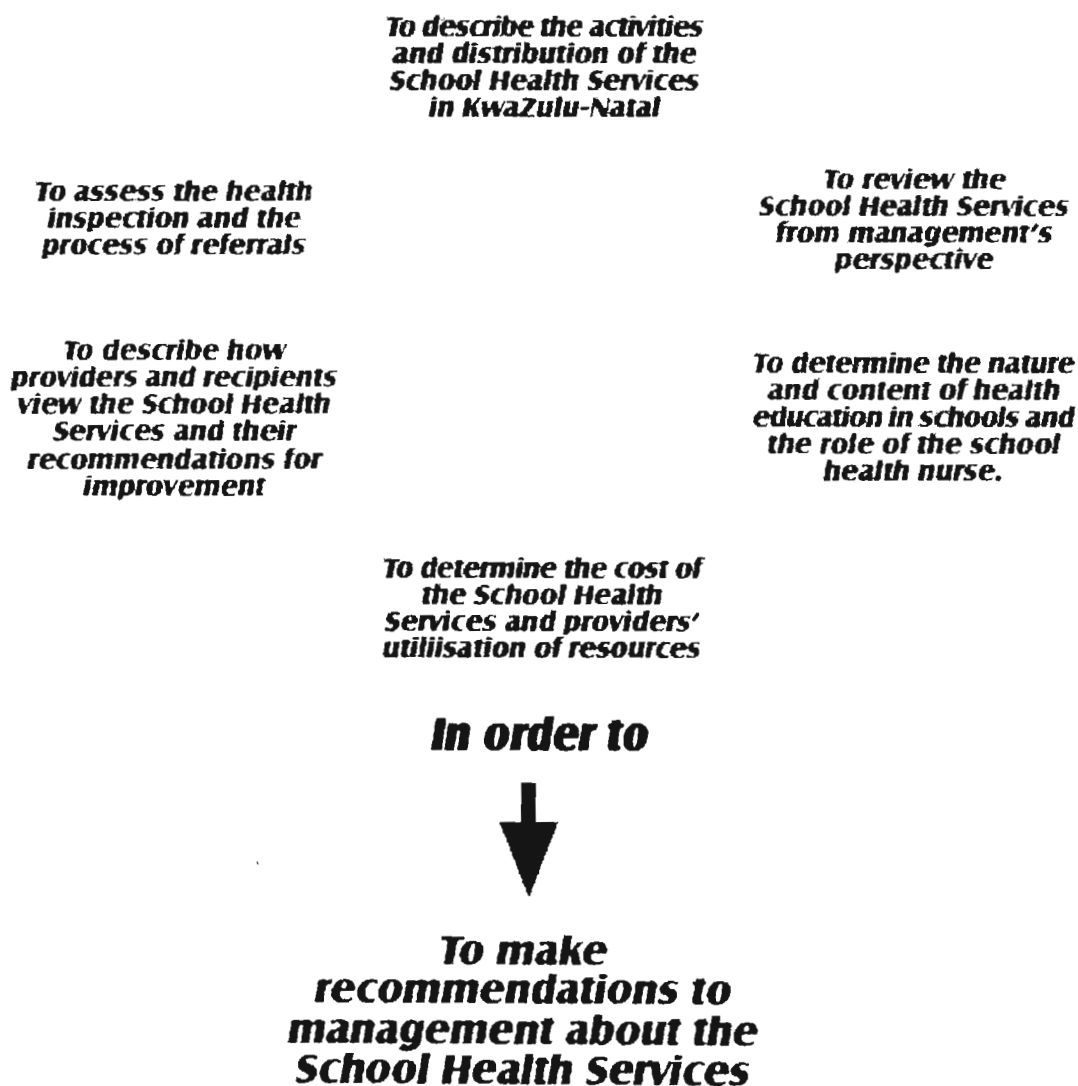 To describe the activities
and distribution of the
School Health Services
in KwaZulu-Natal
To assess the health
inspection and the
process of referrals
To review the
School Health Services
from management's
perspective
To describe how
providers and recipients
view the School Health
Services and their
recommendations for
improvement
To determine the nature
and content of health
education in schools and
the role of the school
health nurse.
To determine the cost of
the School Health
Services and providers'
utiliisation of resources
In order to
To make
recommendations to
management about the
School Health Services